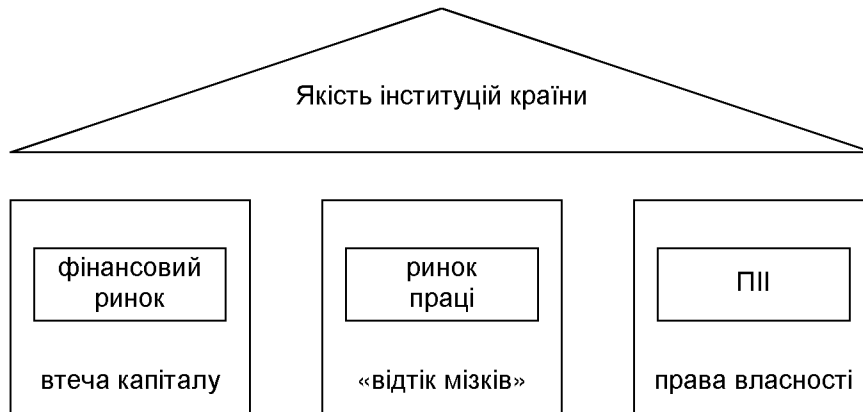 Якість інституцій країни
фінансовий
ринок
втеча капіталу
ринок
праці
«відтік мізків»
ПІІ
права власності